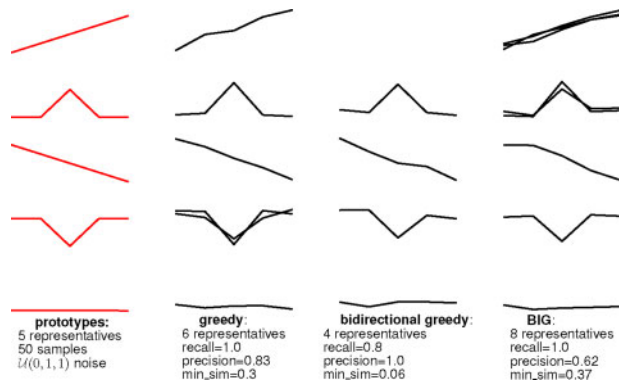 prototypes:
5 representatives
50 samples
𝒰(0,1,1) noise
greedy:
6 representatives
recall=1.0
precision=0.83
min_sim=0.3
bidirectional greedy:
4 representatives
recall=0.8
precision=1.0
min_sim=0.06
BIG:
8 representatives
recall=1.0
precision=0.62
min_sim=0.37